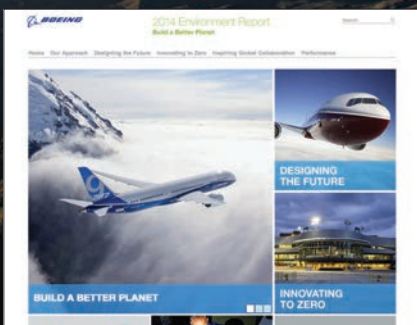 BOEING
2014 Environment Report
Build a Better Planet
Search
Home Our Approach Designing the Future Innovating to Zero Inspiring Global Collaboration Performance
9
BUILD A BETTER PLANET
DESIGNING
THE FUTURE
INNOVATING
TO ZERO